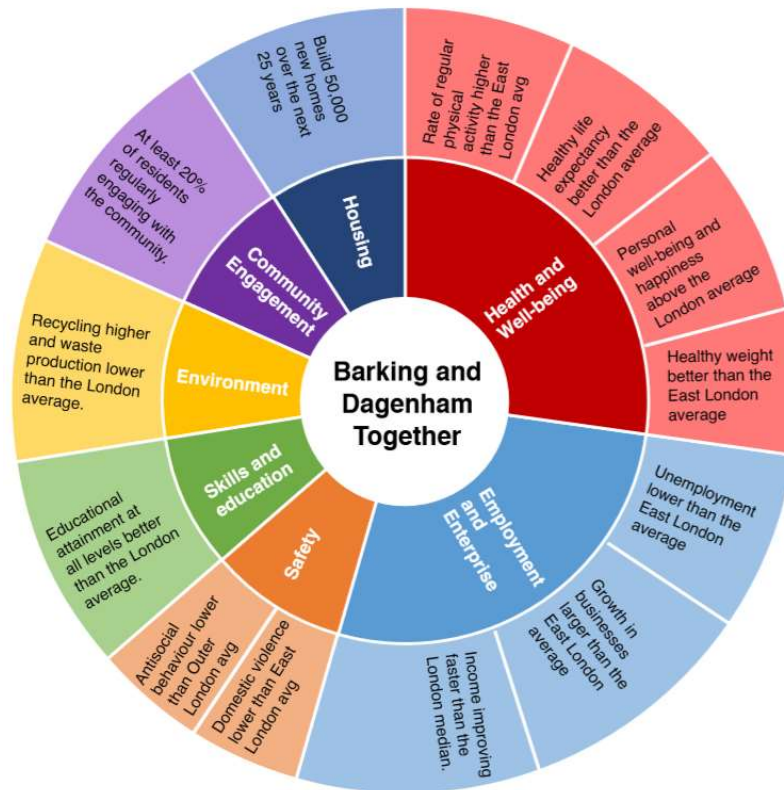 Barking and
Dagenham
Together
Health and
Well-being
Rate of regular
physical
activity higher
than the East
London avg
Healthy life
expectancy
better than the
London average
Personal
well-being and
happiness
above the
London average
Healthy weight
better than the
East London
average
Employment
and
Enterprise
Unemployment
lower than the
East London
average
Growth in
businesses
larger than the
East London
average
Income improving
faster than the
London median.
Safety
Domestic violence
lower than East
London avg
Antisocial
behaviour lower
than Outer
London avg
Skills and
education
Educational
attainment at
all levels better
than the London
average.
Environment
Recycling higher
and waste
production lower
than the London
average.
Community
Engagement
At least 20%
of residents
regularly
engaging with
the community.
Housing
Build 50,000
new homes
over the next
25 years